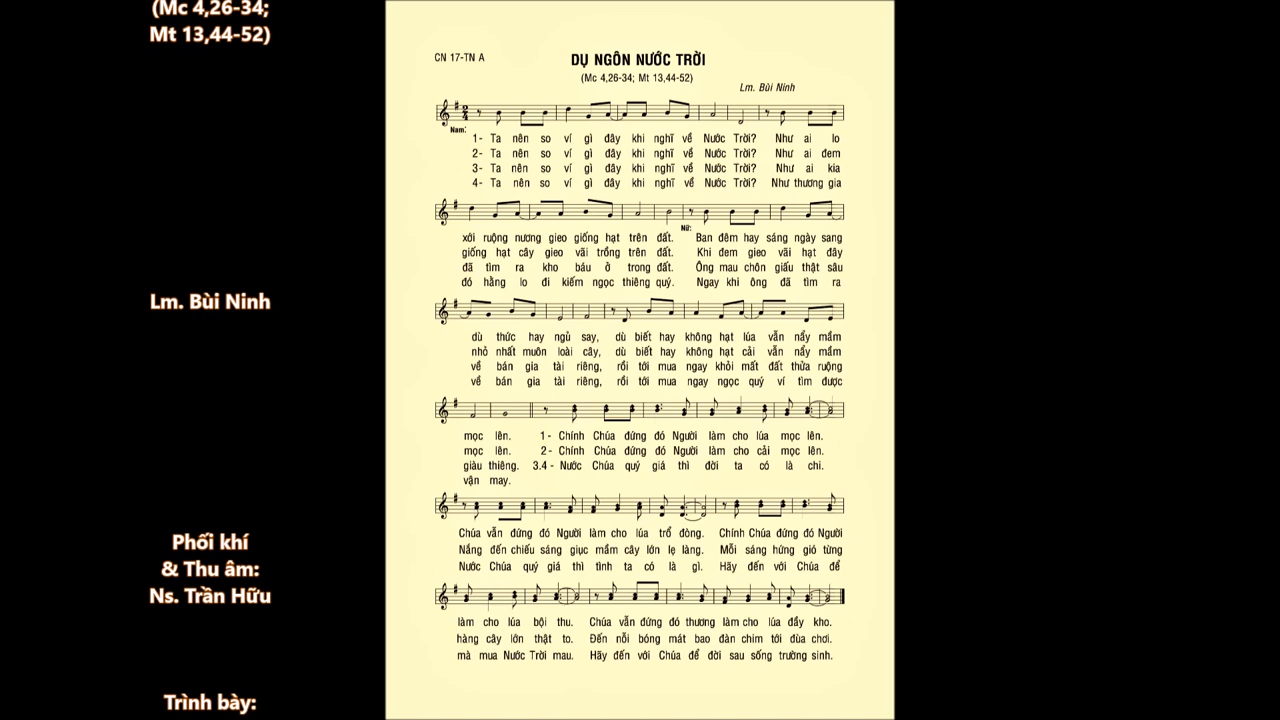 (Mc 4,26-34;
Mt 13,44-52)
Lm. Bùi Ninh
Phối khí
& Thu âm:
Ns. Trần Hữu
Trình bày:
CN 17-TN A
DỤ NGÔN NƯỚC TRỜI
(Mc 4,26-34; Mt 13,44-52)
Lm. Bùi Ninh
Nam:
1- Ta nên so ví gì đây khi nghĩ về Nước Trời? Như ai lo
2- Ta nên so ví gì đây khi nghĩ về Nước Trời? Như ai đem
3- Ta nên so ví gì đây khi nghĩ về Nước Trời? Như ai kia
4- Ta nên so ví gì đây khi nghĩ về Nước Trời? Như thương gia
Nữ:
xới ruộng nương gieo giống hạt trên đất. Ban đêm hay sáng ngày sang
giống hạt cây gieo vãi trồng trên đất. Khi đem gieo vãi hạt đây
đã tìm ra kho báu ở trong đất. Ông mau chôn giấu thật sâu
đó hằng lo đi kiếm ngọc thiêng quý. Ngay khi ông đã tìm ra
dù thức hay ngủ say, dù biết hay không hạt lúa vẫn nẩy mầm
nhỏ nhất muôn loài cây, dù biết hay không hạt cải vẫn nẩy mầm
về bán gia tài riêng, rồi tới mua ngay khỏi mất đất thửa ruộng
về bán gia tài riêng, rồi tới mua ngay ngọc quý ví tìm được
mọc lên. 1- Chính Chúa đứng đó Người làm cho lúa mọc lên.
mọc lên. 2- Chính Chúa đứng đó Người làm cho cải mọc lên.
giàu thiêng. 3.4 - Nước Chúa quý giá thì đời ta có là chi.
vận may.
Chúa vẫn đứng đó Người làm cho lúa trổ đòng. Chính Chúa đứng đó Người
Nắng đến chiếu sáng giục mầm cây lớn lẹ làng. Mỗi sáng hứng gió từng
Nước Chúa quý giá thì tình ta có là gì. Hãy đến với Chúa để
làm cho lúa bội thu. Chúa vẫn đứng đó thương làm cho lúa đầy kho.
hàng cây lớn thật to. Đến nỗi bóng mát bao đàn chim tới đùa chơi.
mà mua Nước Trời mau. Hãy đến với Chúa để đời sau sống trường sinh.